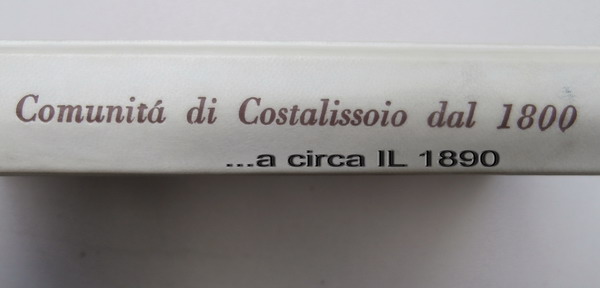 Comunitá di Costalissoio dal 1800
...a circa IL 1890